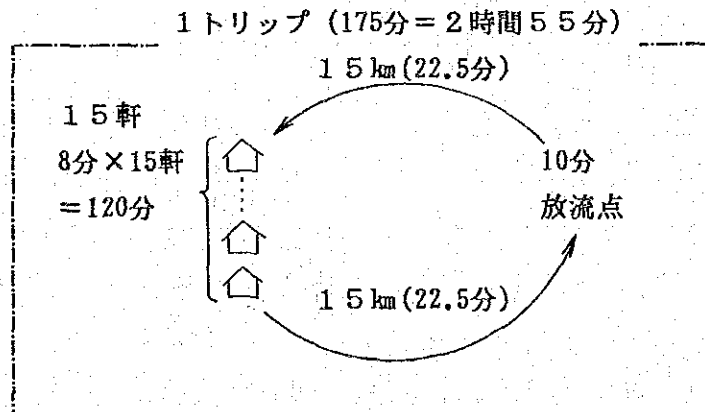 1トリップ (175分=2時間55分)
15㎞(22.5分)
15軒
8分×15軒
=120分
10分
放流点
15㎞(22.5分)